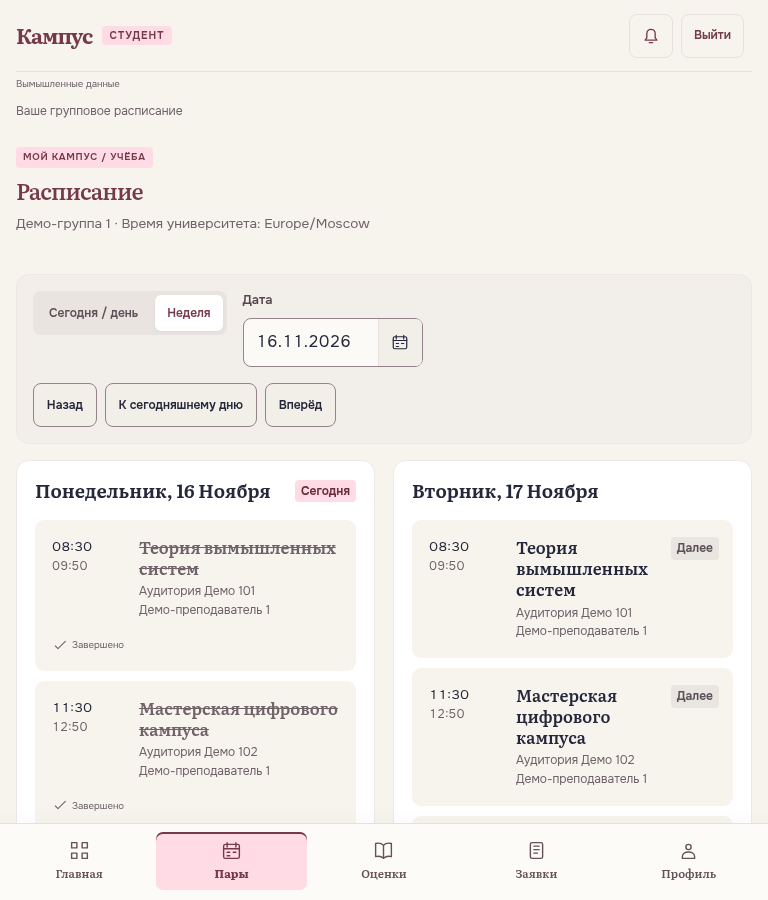 Кампус
СТУДЕНТ
Выйти
Вымышленные данные
Ваше групповое расписание
МОЙ КАМПУС / УЧЁБА
Расписание
Демо-группа 1 · Время университета: Europe/Moscow
Сегодня / день
Неделя
Дата
16.11.2026
Назад
К сегодняшнему дню
Вперёд
Понедельник, 16 Ноября
Сегодня
08:30
09:50
Теория вымышленных
систем
Аудитория Демо 101
Демо-преподаватель 1
Завершено
11:30
12:50
Мастерская цифрового
кампуса
Аудитория Демо 102
Демо-преподаватель 1
Завершено
Вторник, 17 Ноября
08:30
09:50
Теория
вымышленных
систем
Далее
Аудитория Демо 101
Демо-преподаватель 1
11:30
12:50
Мастерская
цифрового
кампуса
Далее
Аудитория Демо 102
Демо-преподаватель 1
Главная
Пары
Оценки
Заявки
Профиль